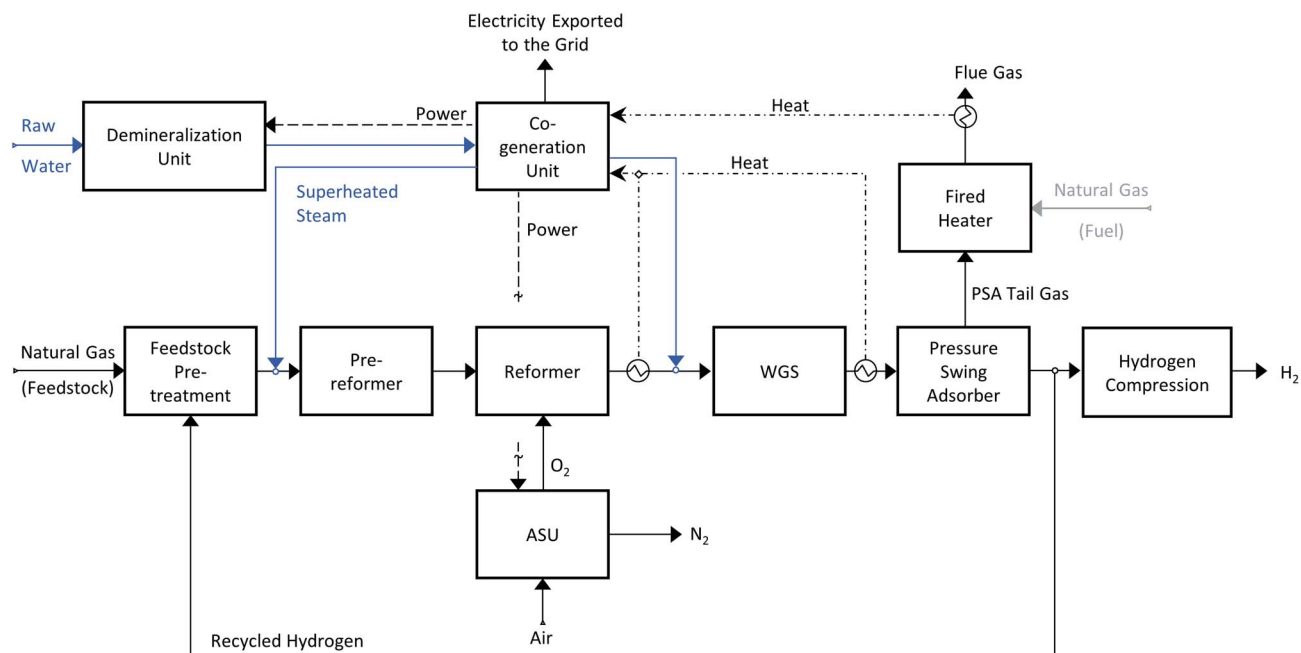 Electricity Exported
to the Grid
Flue Gas
Raw
Water
Demineralization
Unit
Power
Co-
generation
Unit
Heat
Heat
Superheated
Steam
Power
Fired
Heater
Natural Gas
(Fuel)
PSA Tail Gas
Natural Gas
(Feedstock)
Feedstock
Pre-
treatment
Pre-
reformer
Reformer
WGS
Pressure
Swing
Adsorber
Hydrogen
Compression
H2
O2
ASU
N2
Air
Recycled Hydrogen